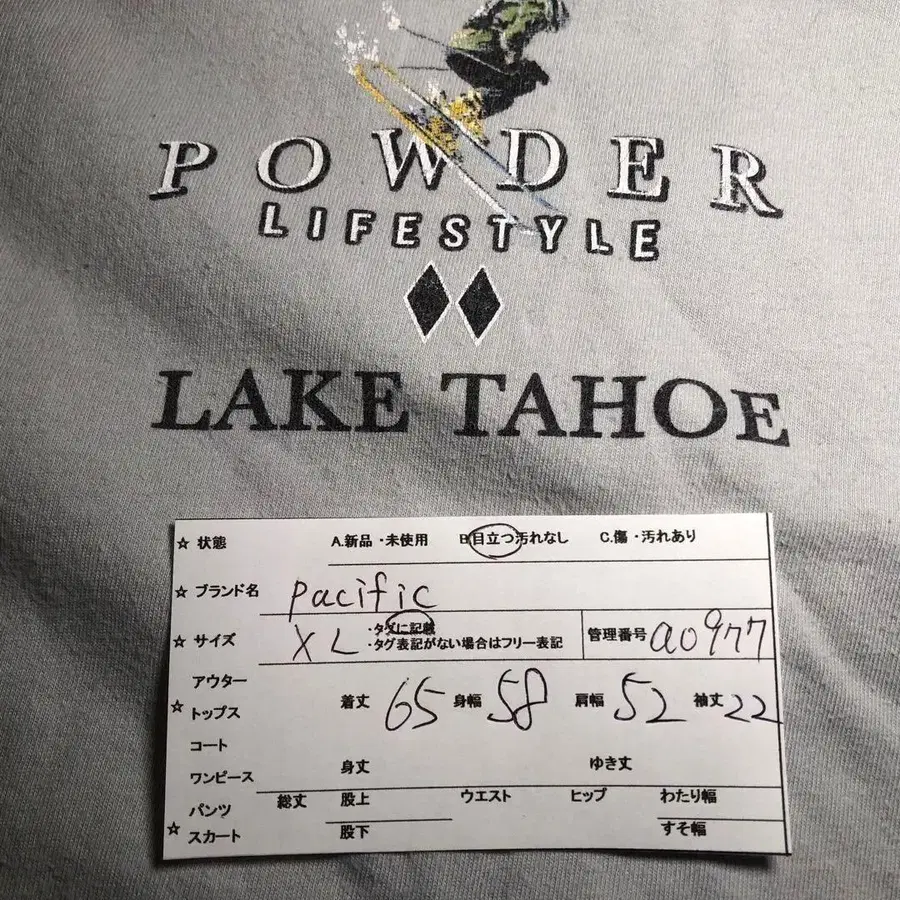 POWDER
LIFESTYLE
LAKE TAHOE
☆ 状態 A.新品・未使用 B目立つ汚れなし C.傷・汚れあり
☆ ブランド名 pacific
☆ サイズ XL ・タグに記載
・タグ表記がない場合はフリー表記 管理番号 a0977
アウター
☆ トップス 着丈 65 身幅 58 肩幅 52 袖丈 22
コート
ワンピース 身丈 ゆき丈
パンツ 総丈 股上 ウエスト ヒップ わたり幅
☆ スカート 股下 すそ幅